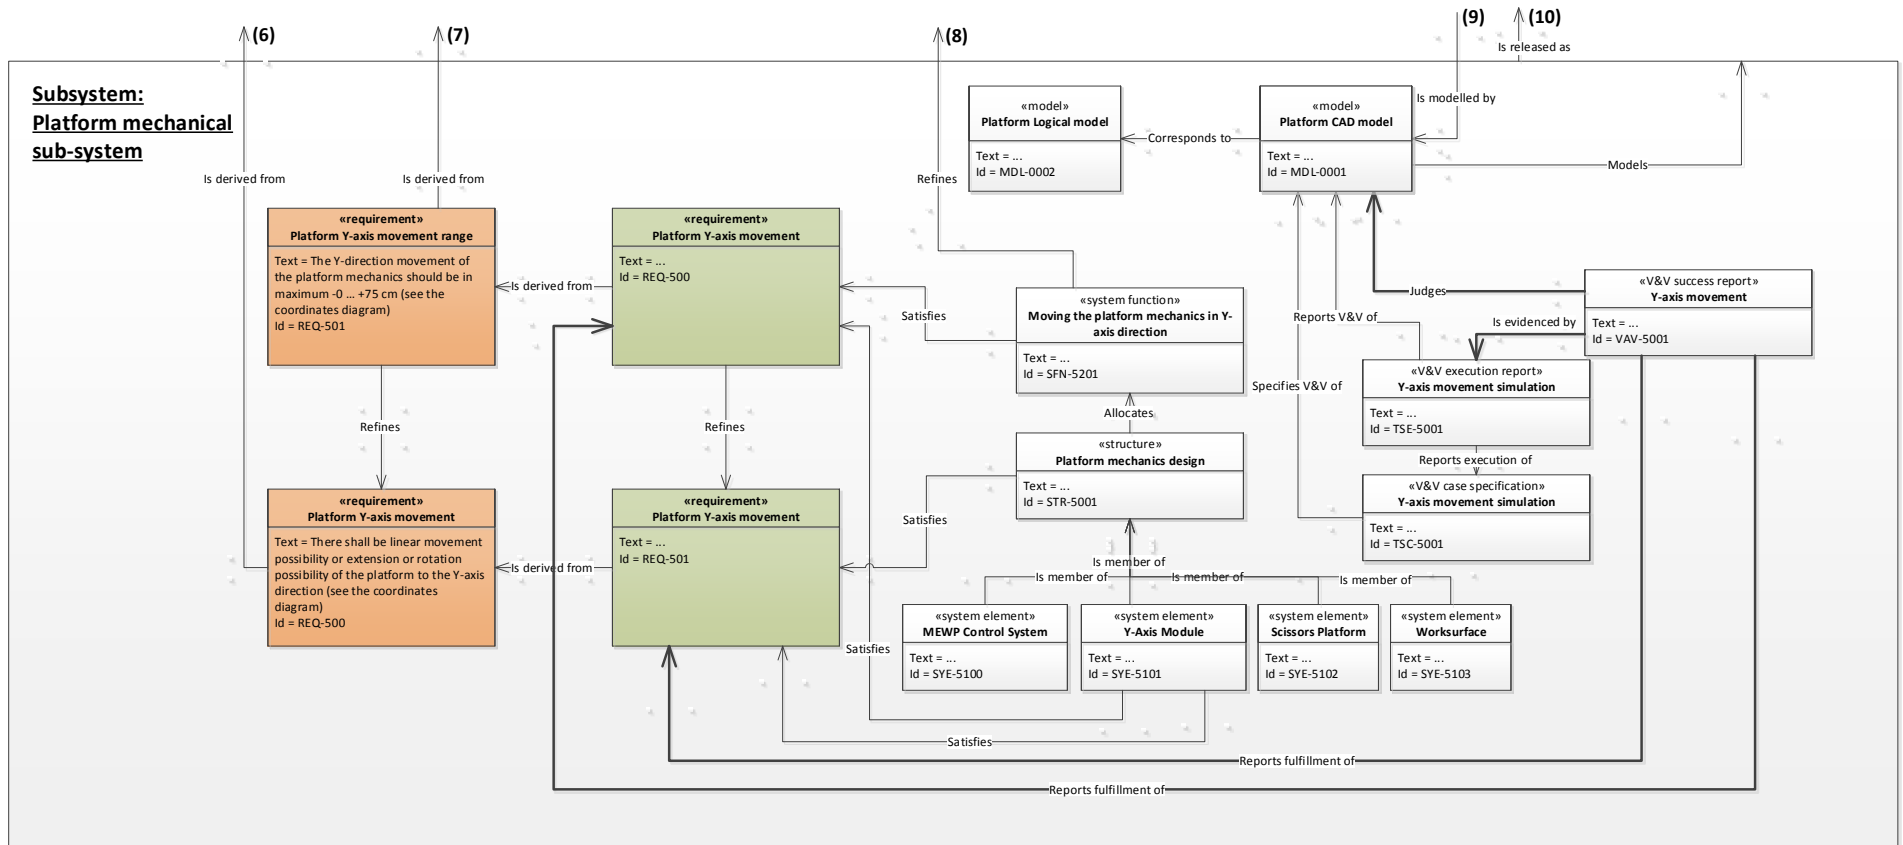 (6)
(7)
(8)
(9)
(10)
Is released as
Subsystem:
Platform mechanical
sub-system
Is derived from
Is derived from
Refines
«model»
Platform Logical model
Text = ...
Id = MDL-0002
Corresponds to
«model»
Platform CAD model
Text = ...
Id = MDL-0001
Is modelled by
Models
«requirement»
Platform Y-axis movement range
Text = The Y-direction movement of
the platform mechanics should be in
maximum -0 ... +75 cm (see the
coordinates diagram)
Id = REQ-501
Is derived from
«requirement»
Platform Y-axis movement
Text = ...
Id = REQ-500
Satisfies
«system function»
Moving the platform mechanics in Y-
axis direction
Text = ...
Id = SFN-5201
Judges
Reports V&V of
Is evidenced by
«V&V success report»
Y-axis movement
Text = ...
Id = VAV-5001
Specifies V&V of
«V&V execution report»
Y-axis movement simulation
Text = ...
Id = TSE-5001
Refines
Refines
Allocates
Reports execution of
«structure»
Platform mechanics design
Text = ...
Id = STR-5001
«V&V case specification»
Y-axis movement simulation
Text = ...
Id = TSC-5001
«requirement»
Platform Y-axis movement
Text = There shall be linear movement
possibility or extension or rotation
possibility of the platform to the Y-axis
direction (see the coordinates
diagram)
Id = REQ-500
Is derived from
«requirement»
Platform Y-axis movement
Text = ...
Id = REQ-501
Satisfies
Is member of
Is member of
Is member of
Is member of
«system element»
MEWP Control System
Text = ...
Id = SYE-5100
«system element»
Y-Axis Module
Text = ...
Id = SYE-5101
«system element»
Scissors Platform
Text = ...
Id = SYE-5102
«system element»
Worksurface
Text = ...
Id = SYE-5103
Satisfies
Satisfies
Reports fulfillment of
Reports fulfillment of